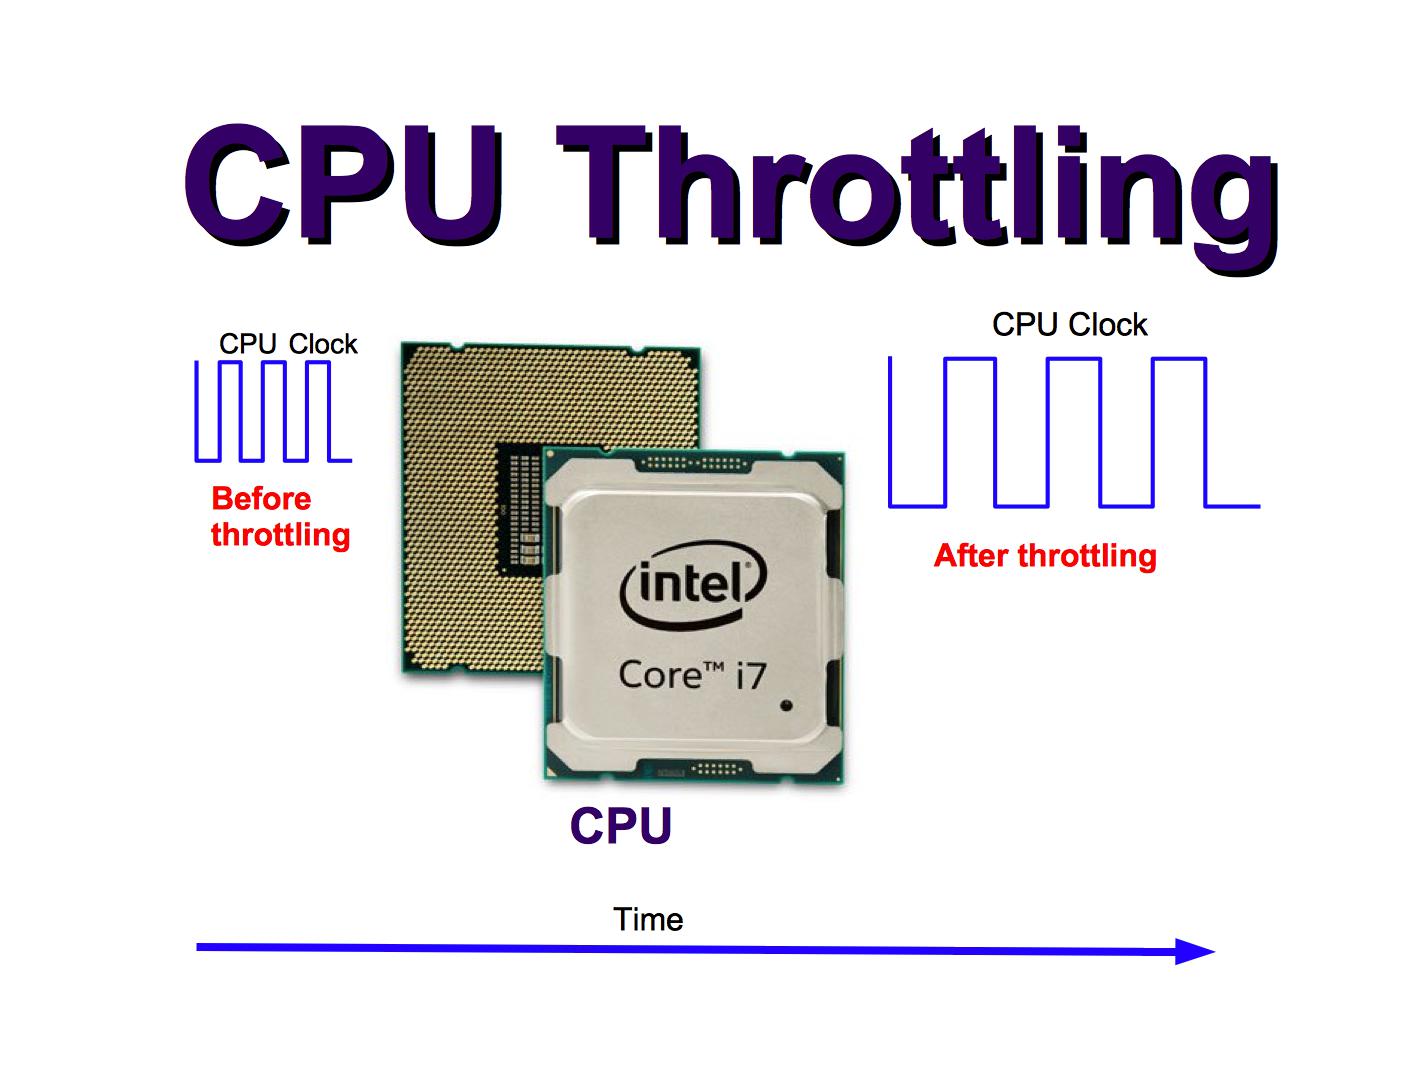 CPU Throttling
CPU Clock
Before
throttling
CPU Clock
After throttling
intel®
Core™ i7
CPU
Time